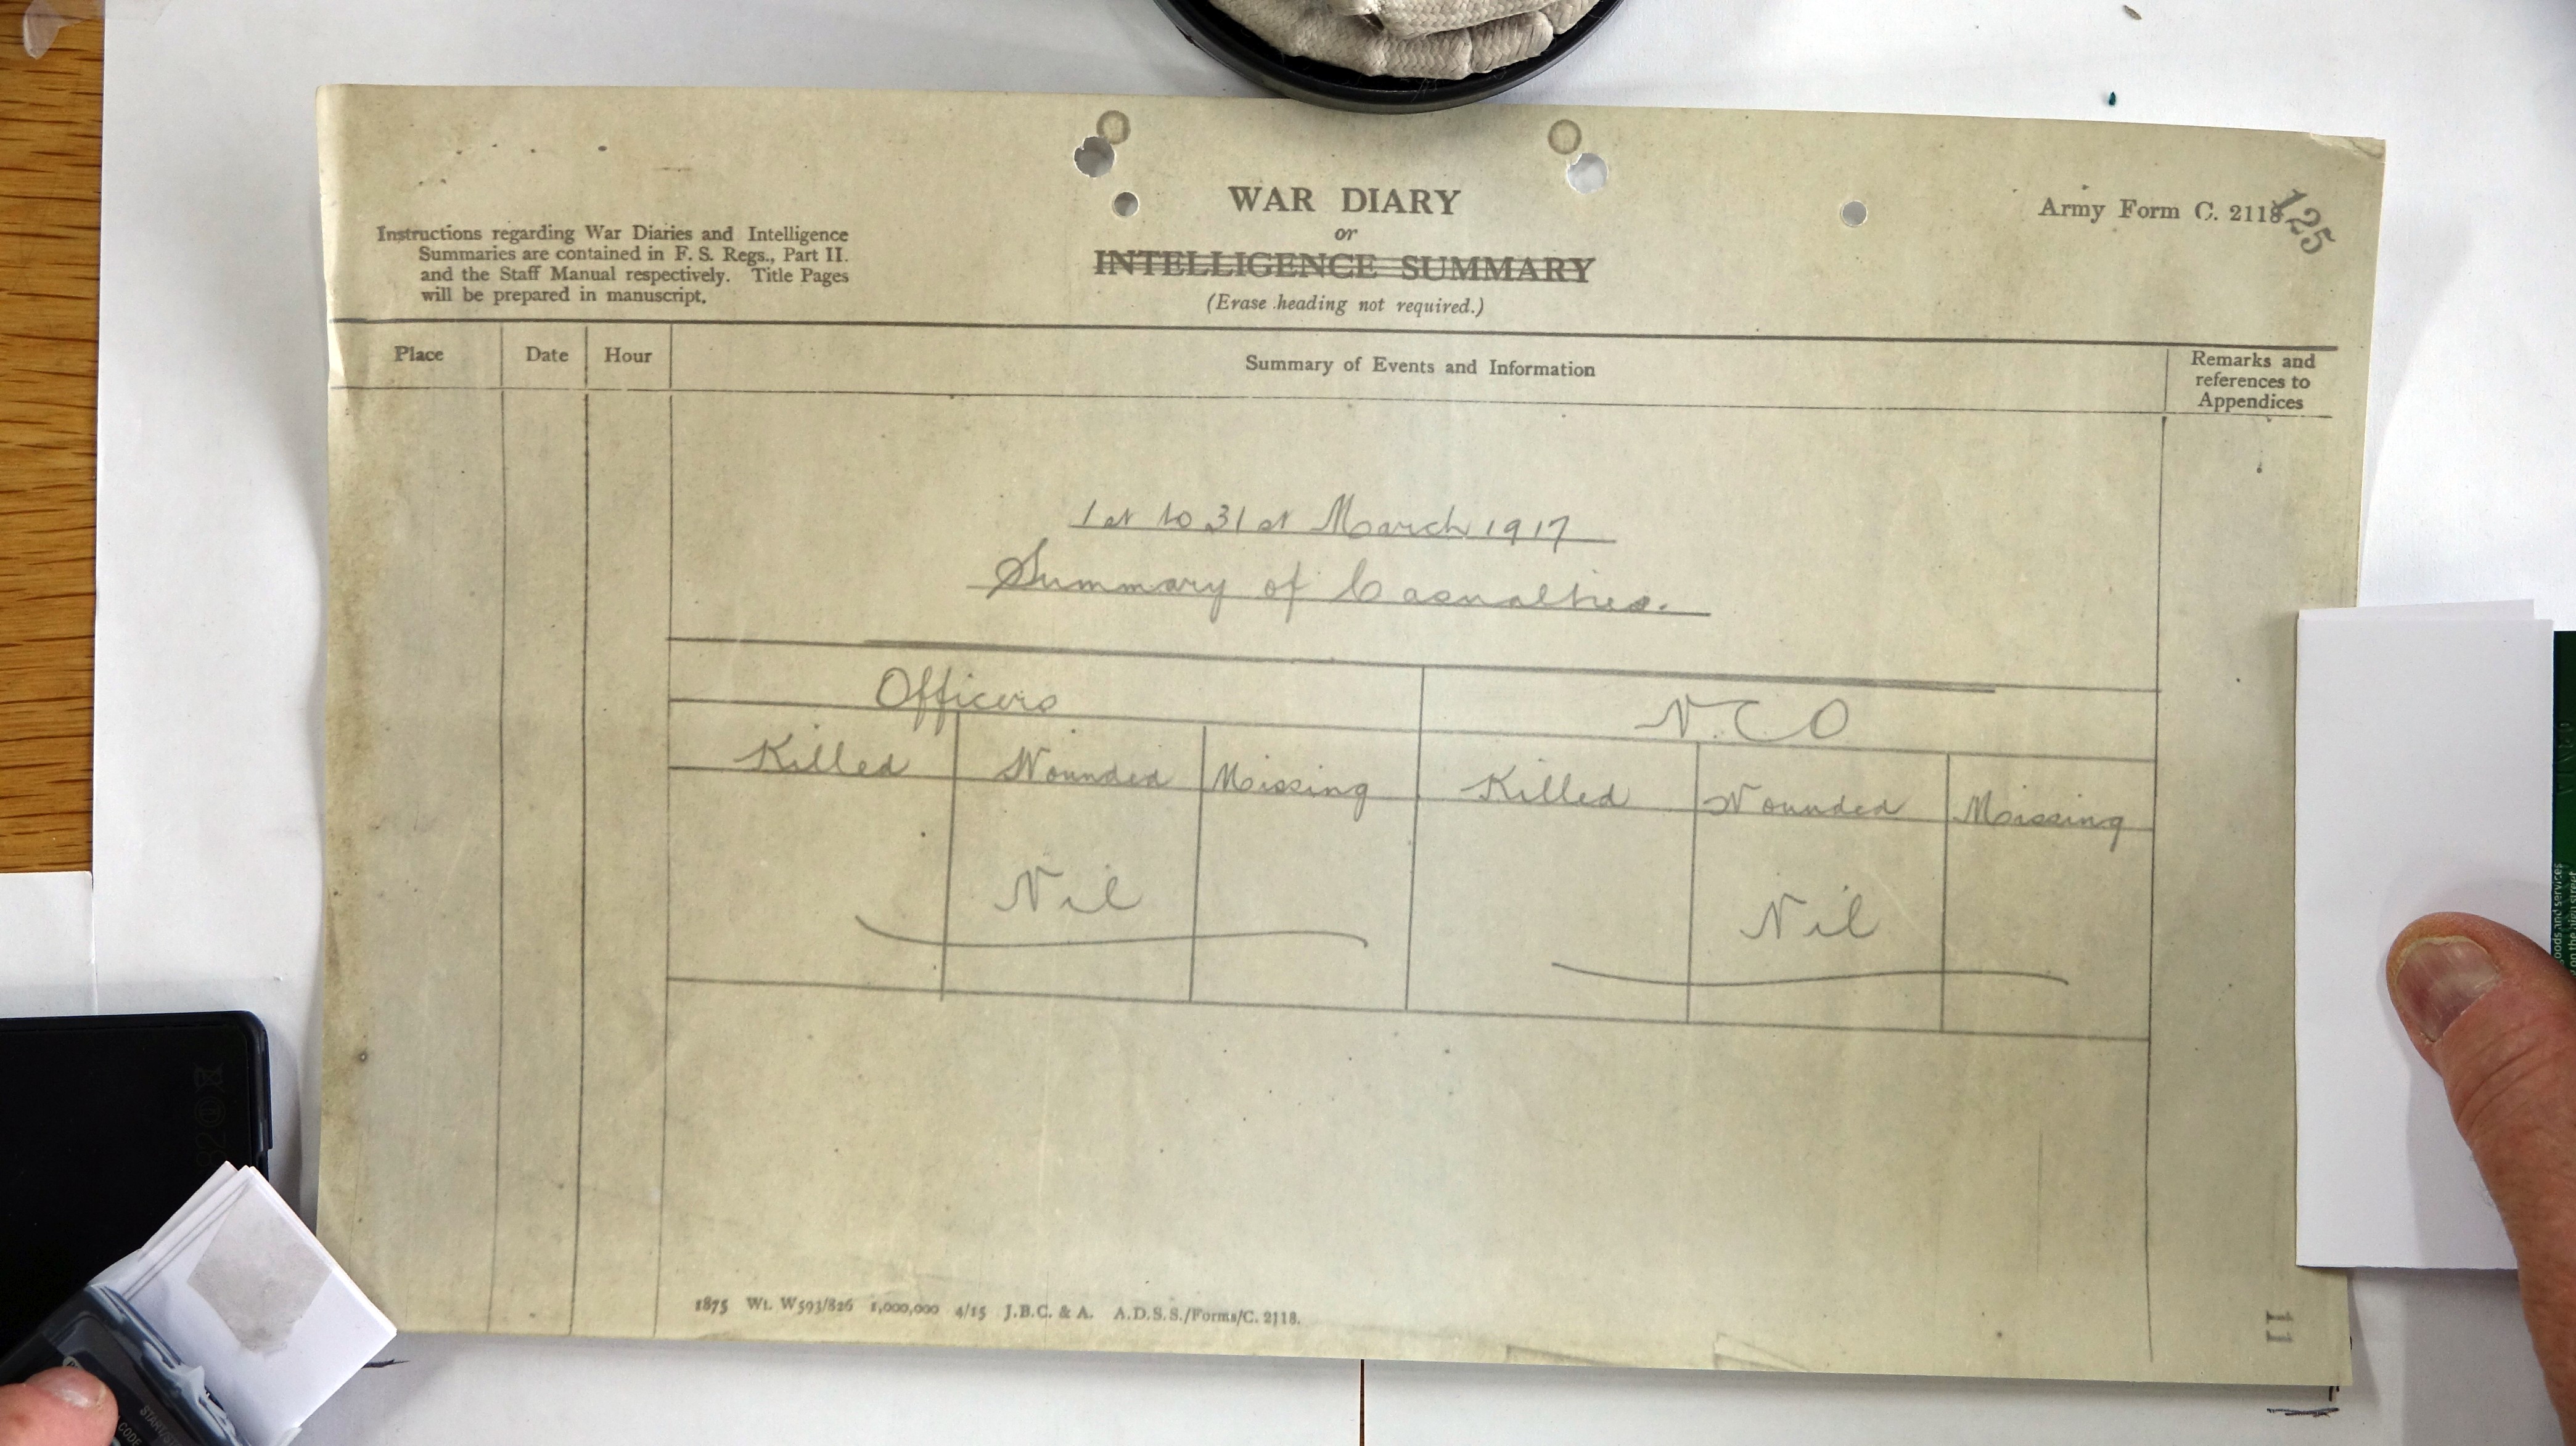 WAR DIARY
or
INTELLIGENCE SUMMARY
(Erase heading not required.)
Army Form C. 2118
125
Instructions regarding War Diaries and Intelligence
Summaries are contained in F. S. Regs., Part II.
and the Staff Manual respectively. Title Pages
will be prepared in manuscript.
Place Date Hour Summary of Events and Information Remarks and
references to
Appendices
1st to 31st March 1917
Summary of Casualties.
Officers N.C.O
Killed Wounded Missing Killed Wounded Missing
Nil Nil
1875 Wt. W593/826 1,000,000 4/15 J.B.C. & A. A.D.S.S./Forms/C. 2118.
11